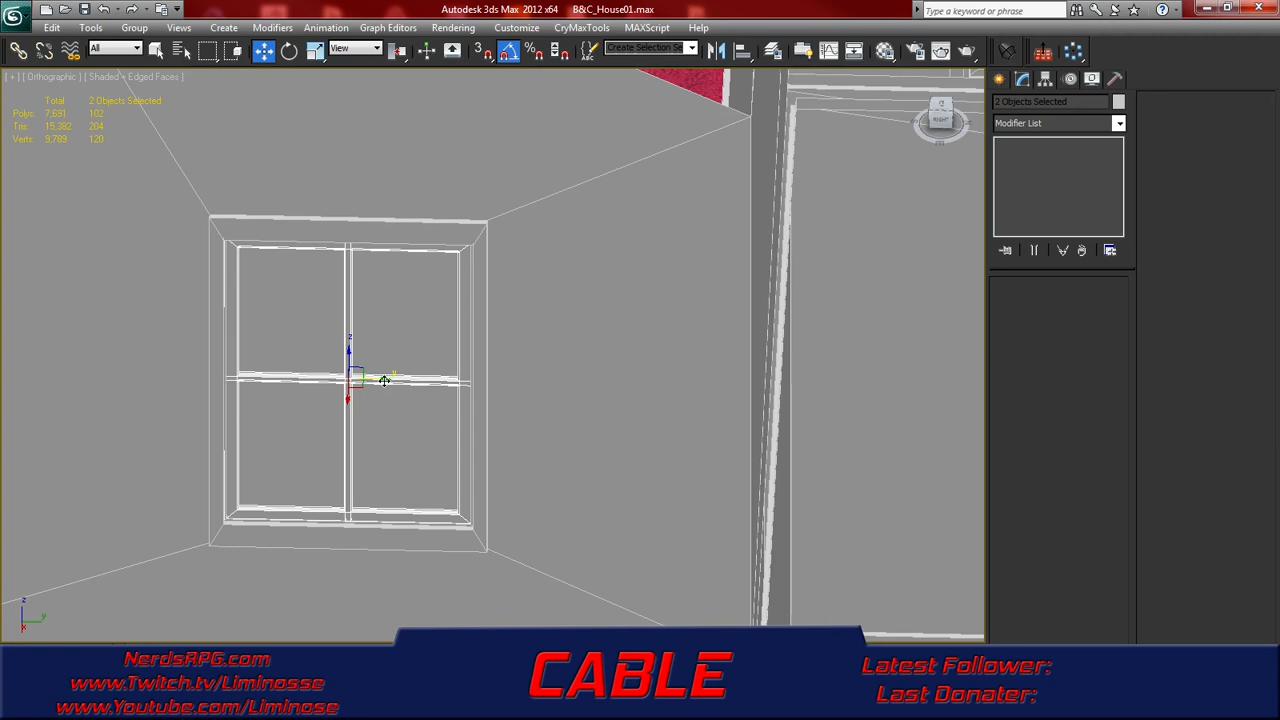 Autodesk 3ds Max 2012 x64 B&C_House01.max
Type a keyword or phrase
Edit Tools Group Views Create Modifiers Animation Graph Editors Rendering Customize CryMaxTools MAXScript Help
All View Create Selection Se
[ + ] [ Orthographic ] [ Shaded + Edged Faces ]
Total 2 Objects Selected
Polys: 7,691 102
Tris: 15,382 204
Verts: 9,789 120
RIGHT
2 Objects Selected
Modifier List
z
y
z
y
x
NerdsRPG.com
www.Twitch.tv/Liminosse
www.Youtube.com/Liminose
CABLE
Latest Follower:
Last Donater: